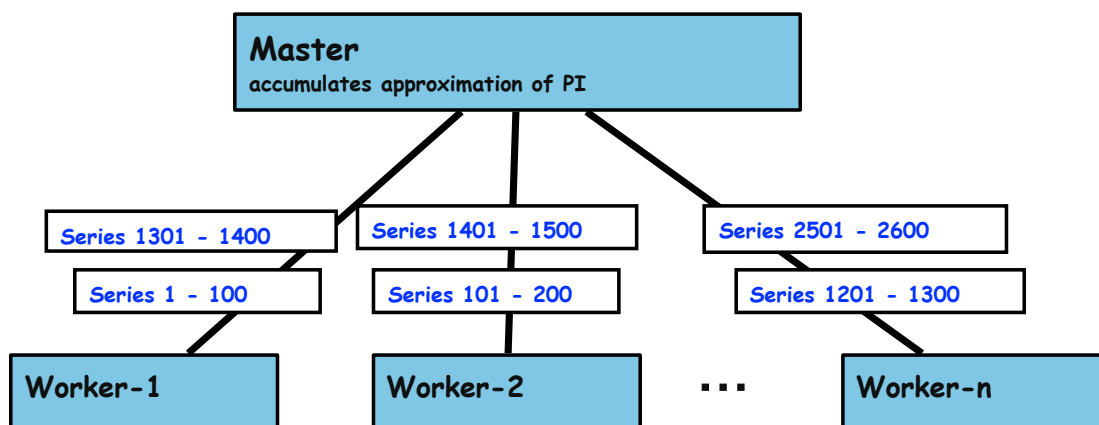 Master
accumulates approximation of PI
Series 1301 - 1400
Series 1401 - 1500
Series 2501 - 2600
Series 1 - 100
Series 101 - 200
Series 1201 - 1300
Worker-1
Worker-2
...
Worker-n